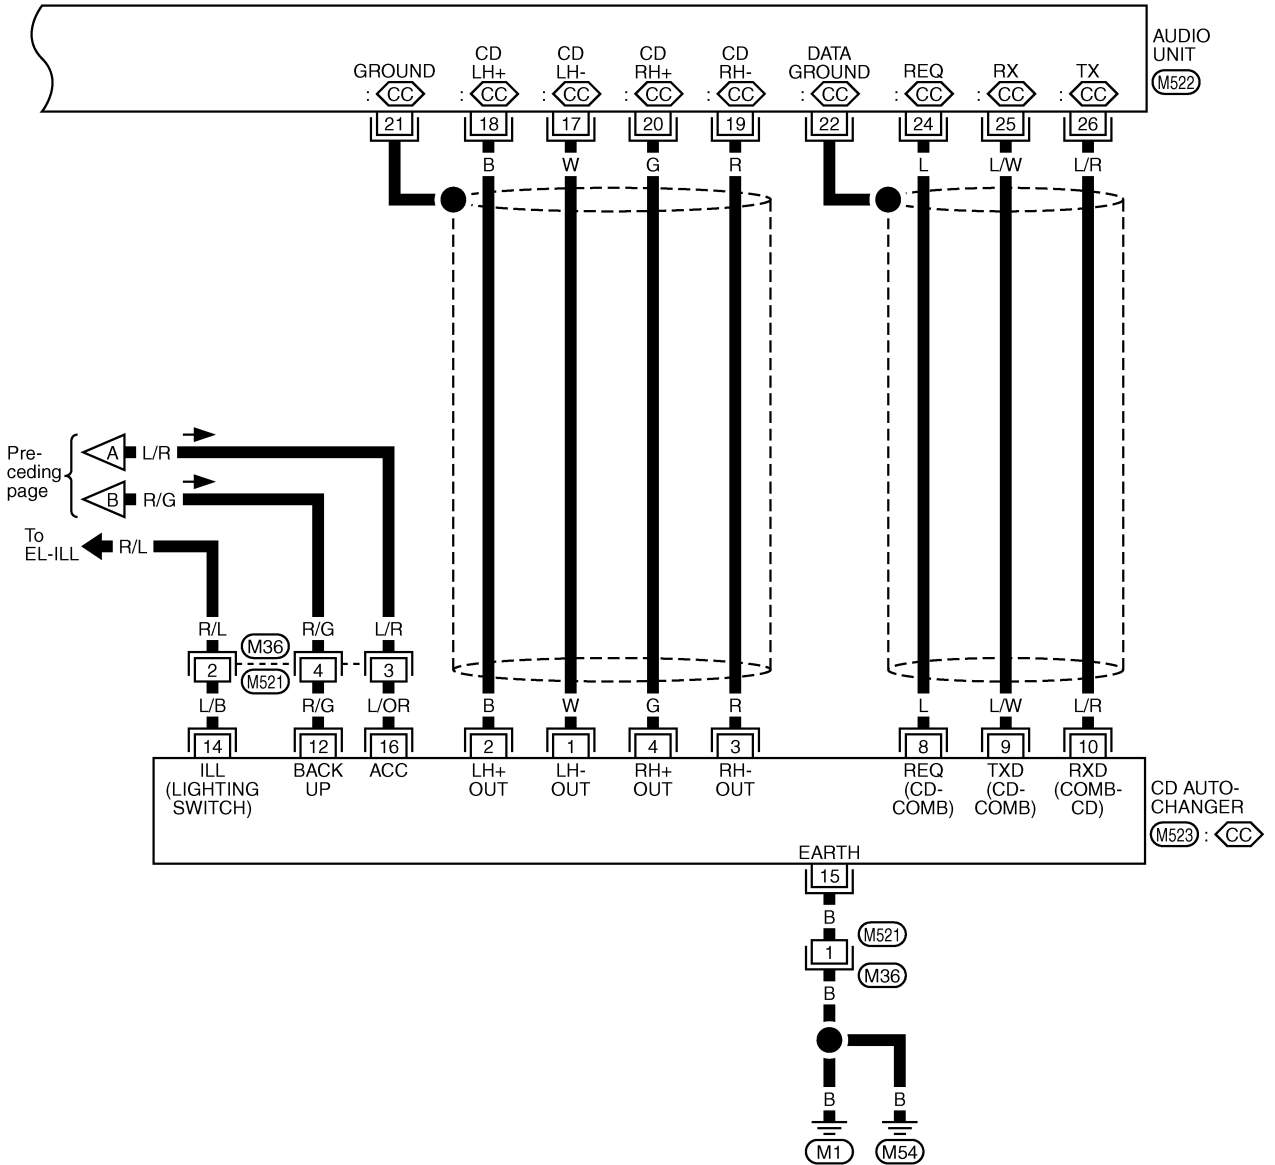 AUDIO
UNIT
M522
GROUND
CD
LH+
CD
LH-
CD
RH+
CD
RH-
DATA
GROUND
REQ
RX
TX
: CC : CC : CC : CC : CC : CC : CC : CC : CC
21 18 17 20 19 22 24 25 26
B W G R L L/W L/R
Pre-
ceding
page
A L/R
B R/G
To
EL-ILL
R/L
R/L R/G L/R
M36
2 4 3
M521
L/B R/G L/OR B W G R L L/W L/R
14 12 16 2 1 4 3 8 9 10
ILL
(LIGHTING
SWITCH)
BACK
UP
ACC
LH+
OUT
LH-
OUT
RH+
OUT
RH-
OUT
REQ
(CD-
COMB)
TXD
(CD-
COMB)
RXD
(COMB-
CD)
CD AUTO-
CHANGER
M523 : CC
EARTH
15
B
M521
1
M36
B
B B
M1 M54